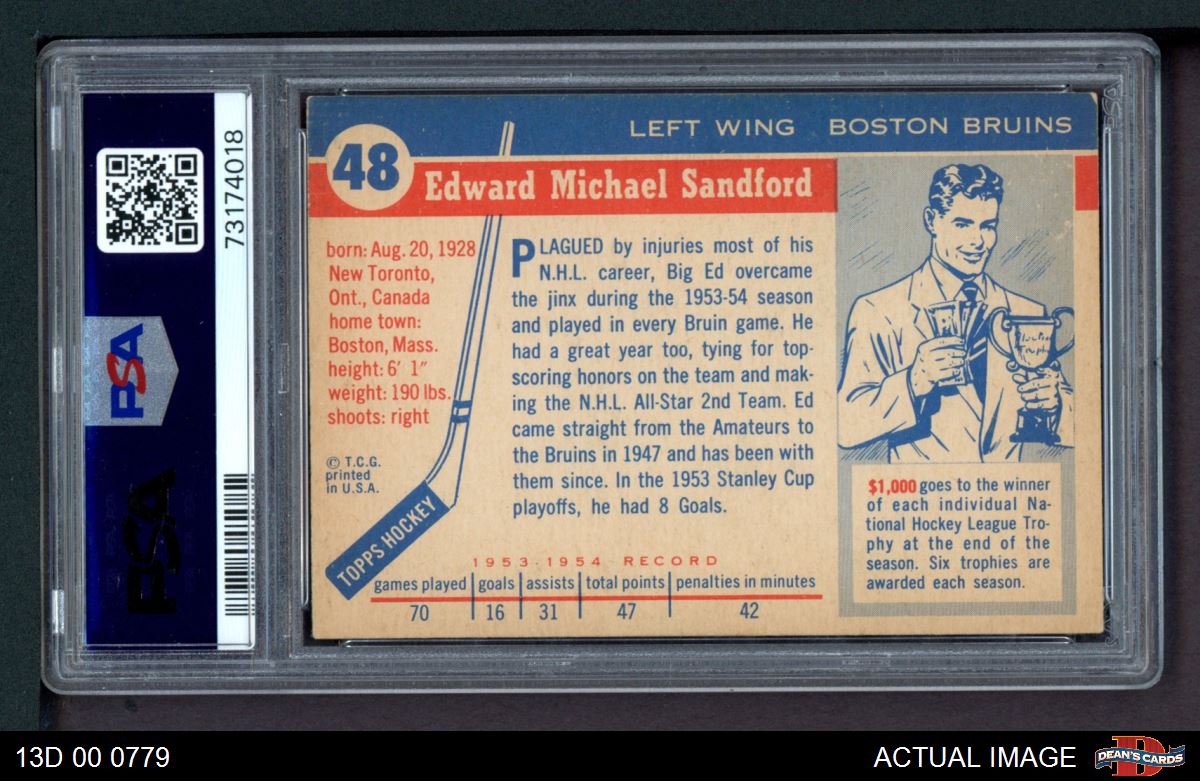 73174018
PSA
PSA
LEFT WING BOSTON BRUINS
48
Edward Michael Sandford
born: Aug. 20, 1928
New Toronto,
Ont., Canada
home town:
Boston, Mass.
height: 6' 1"
weight: 190 lbs.
shoots: right
© T.C.G.
printed
in U.S.A.
TOPPS HOCKEY
PLAGUED by injuries most of his
N.H.L. career, Big Ed overcame
the jinx during the 1953-54 season
and played in every Bruin game. He
had a great year too, tying for top-
scoring honors on the team and mak-
ing the N.H.L. All-Star 2nd Team. Ed
came straight from the Amateurs to
the Bruins in 1947 and has been with
them since. In the 1953 Stanley Cup
playoffs, he had 8 Goals.
$1,000 goes to the winner
of each individual Na-
tional Hockey League Tro-
phy at the end of the
season. Six trophies are
awarded each season.
1953-1954 RECORD
games played goals assists total points penalties in minutes
70 16 31 47 42
13D 00 0779
ACTUAL IMAGE
D
DEAN'S CARDS